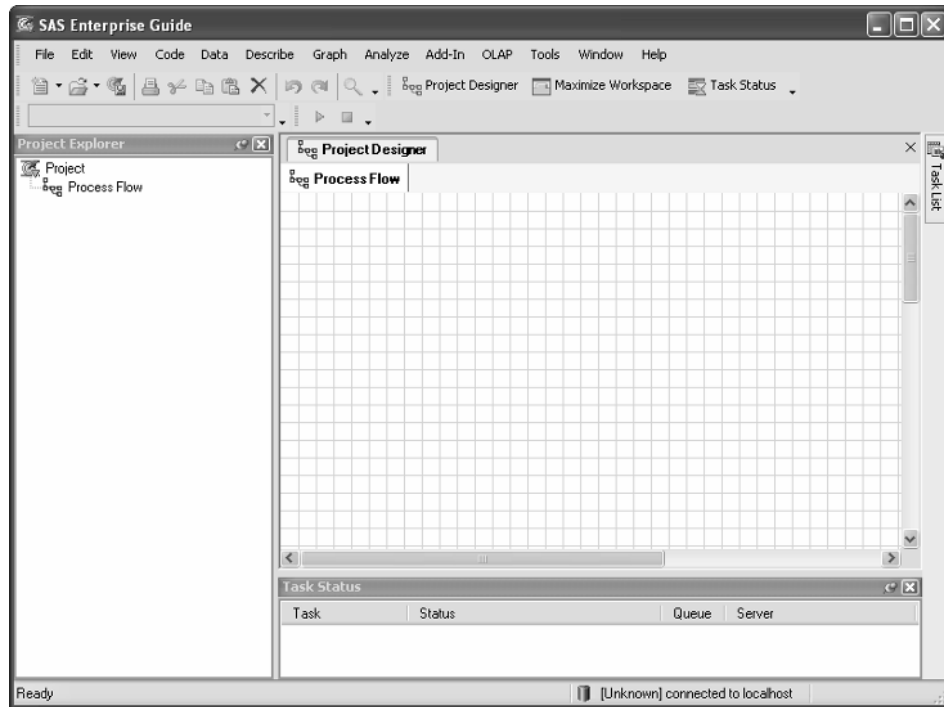 SAS Enterprise Guide
File Edit View Code Data Describe Graph Analyze Add-In OLAP Tools Window Help
Project Designer Maximize Workspace Task Status
Project Explorer
Project
Process Flow
Project Designer
Process Flow
Task List
Task Status
Task Status Queue Server
Ready
[Unknown] connected to localhost